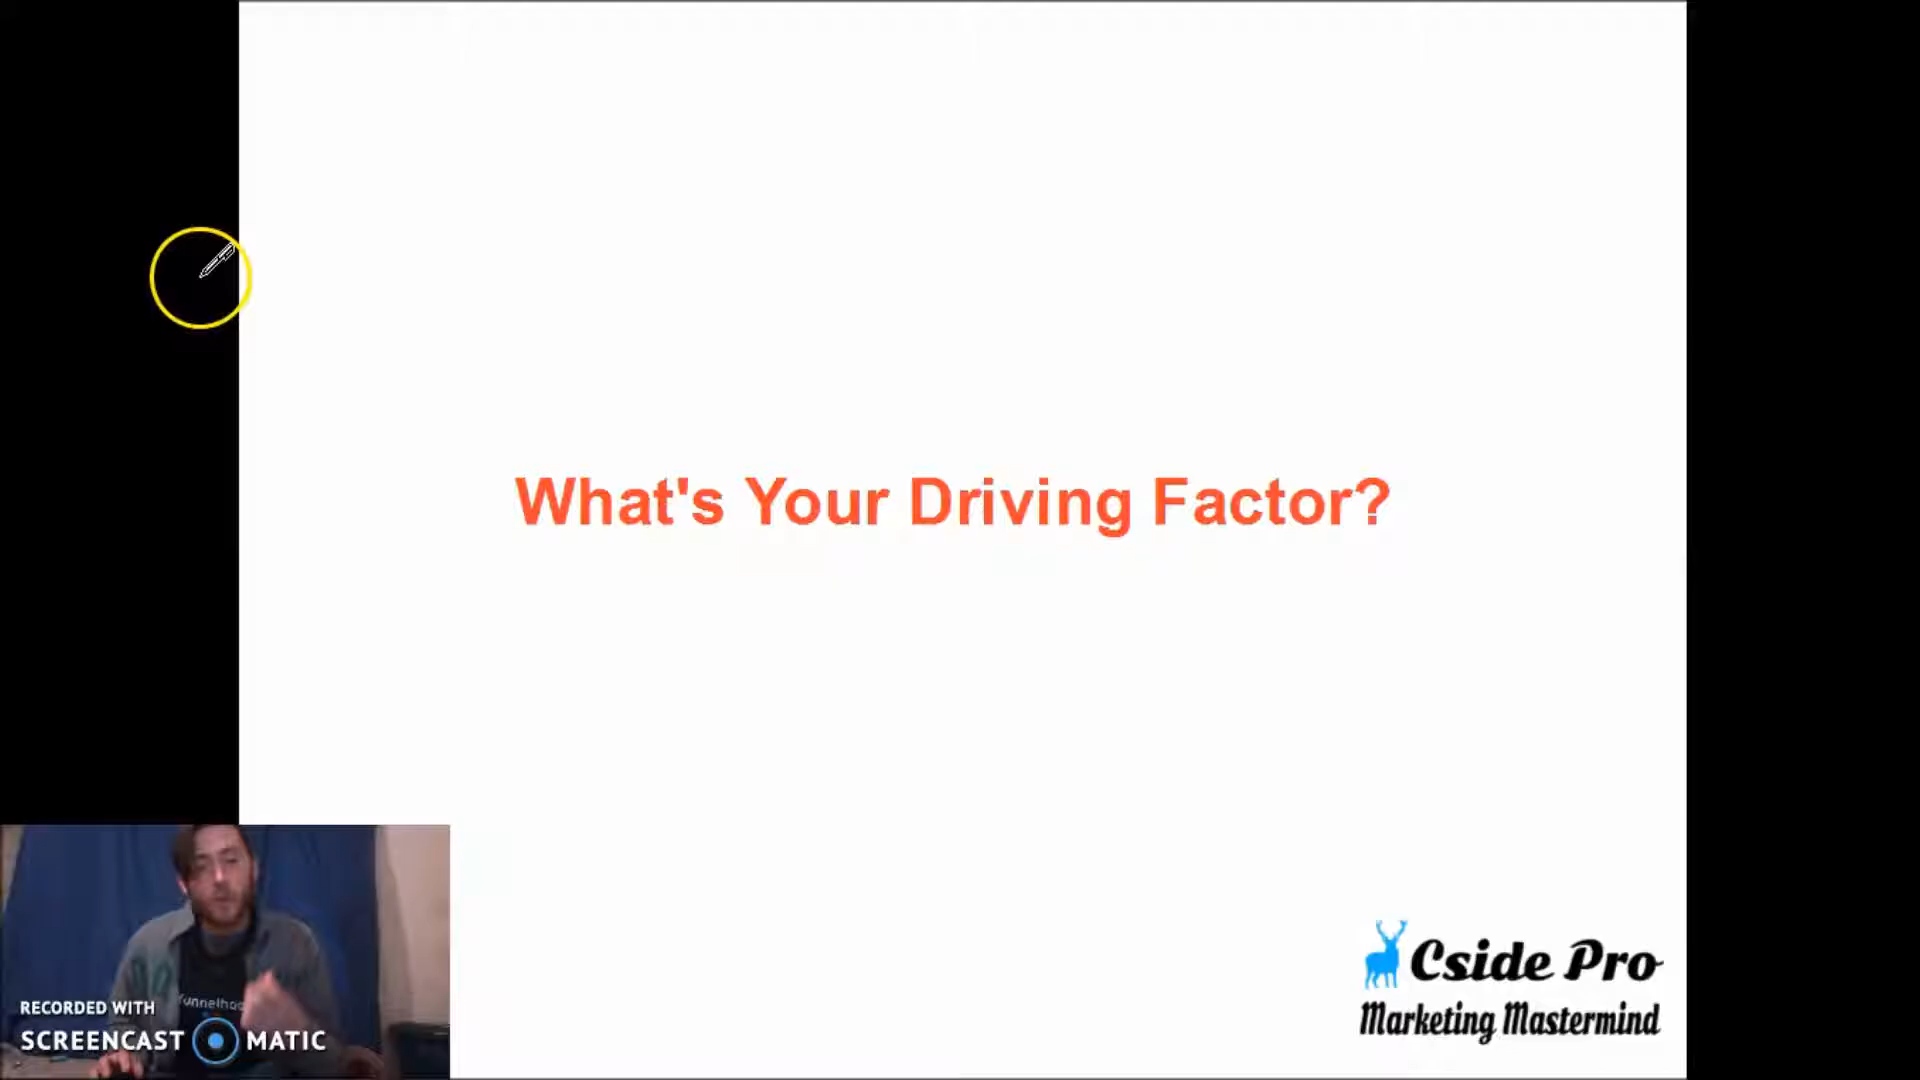 What's Your Driving Factor?
Cside Pro
Marketing Mastermind
RECORDED WITH
SCREENCAST MATIC